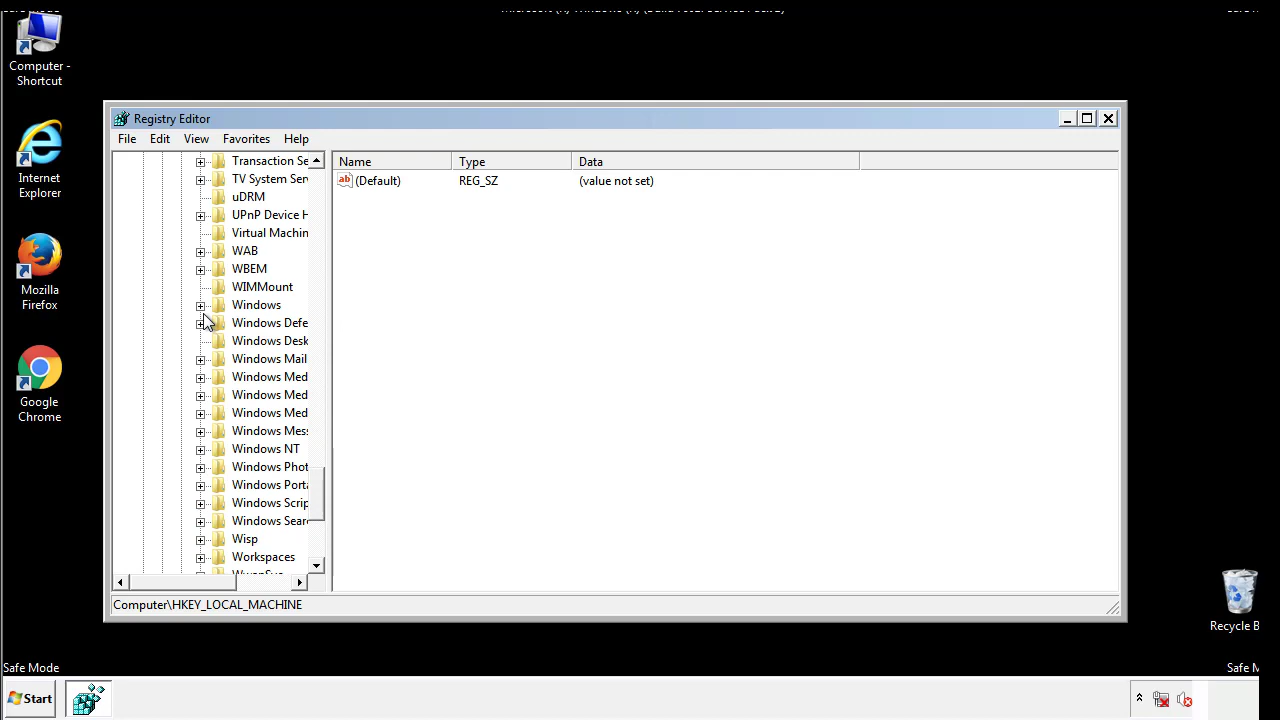 Computer -
Shortcut
Internet
Explorer
Mozilla
Firefox
Google
Chrome
Registry Editor
File Edit View Favorites Help
Transaction Se
TV System Serv
uDRM
UPnP Device H
Virtual Machin
WAB
WBEM
WIMMount
Windows
Windows Defe
Windows Desk
Windows Mail
Windows Med
Windows Med
Windows Med
Windows Mess
Windows NT
Windows Phot
Windows Porta
Windows Scrip
Windows Sear
Wisp
Workspaces
Name Type Data
ab (Default) REG_SZ (value not set)
Computer\HKEY_LOCAL_MACHINE
Recycle B
Safe Mode
Safe M
Start